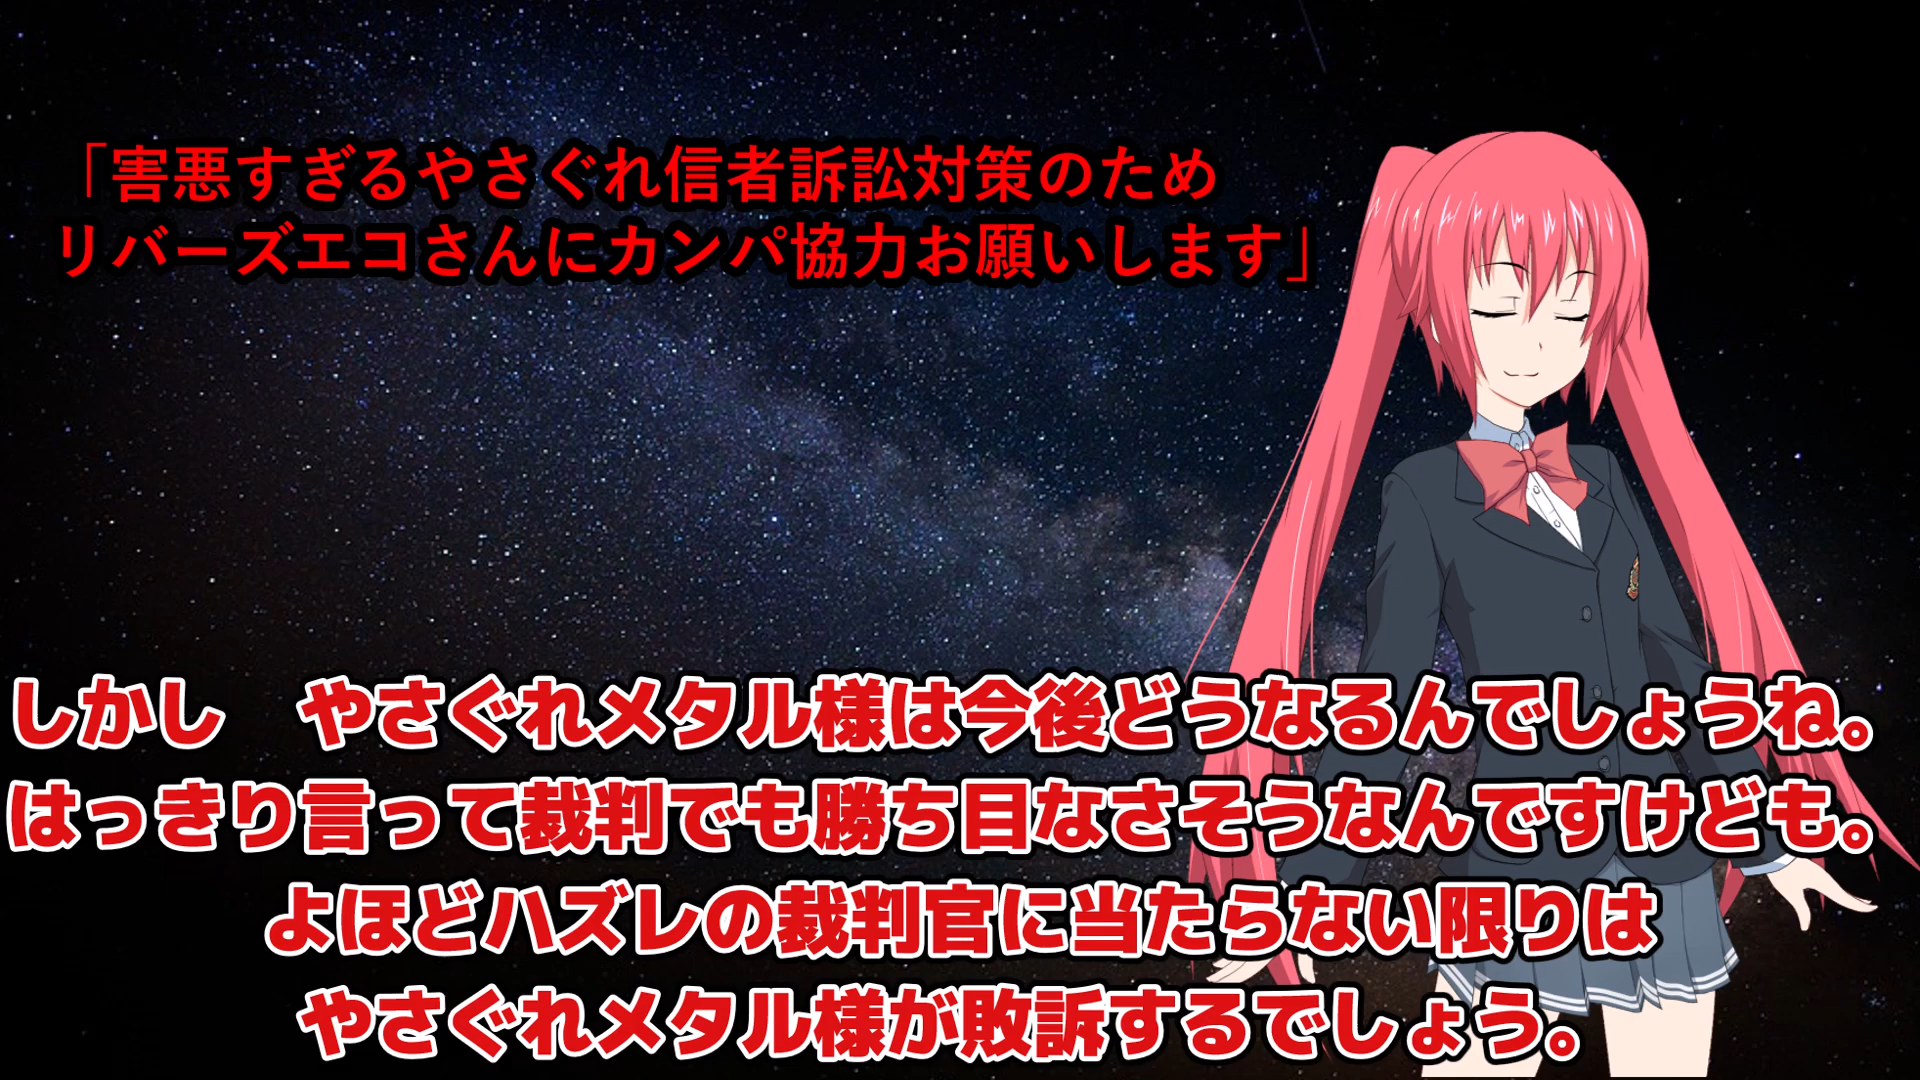 「害悪すぎるやさぐれ信者訴訟対策のため
リバーズエコさんにカンパ協力お願いします」
しかし　やさぐれメタル様は今後どうなるんでしょうね。
はっきり言って裁判でも勝ち目なさそうなんですけども。
よほどハズレの裁判官に当たらない限りは
やさぐれメタル様が敗訴するでしょう。